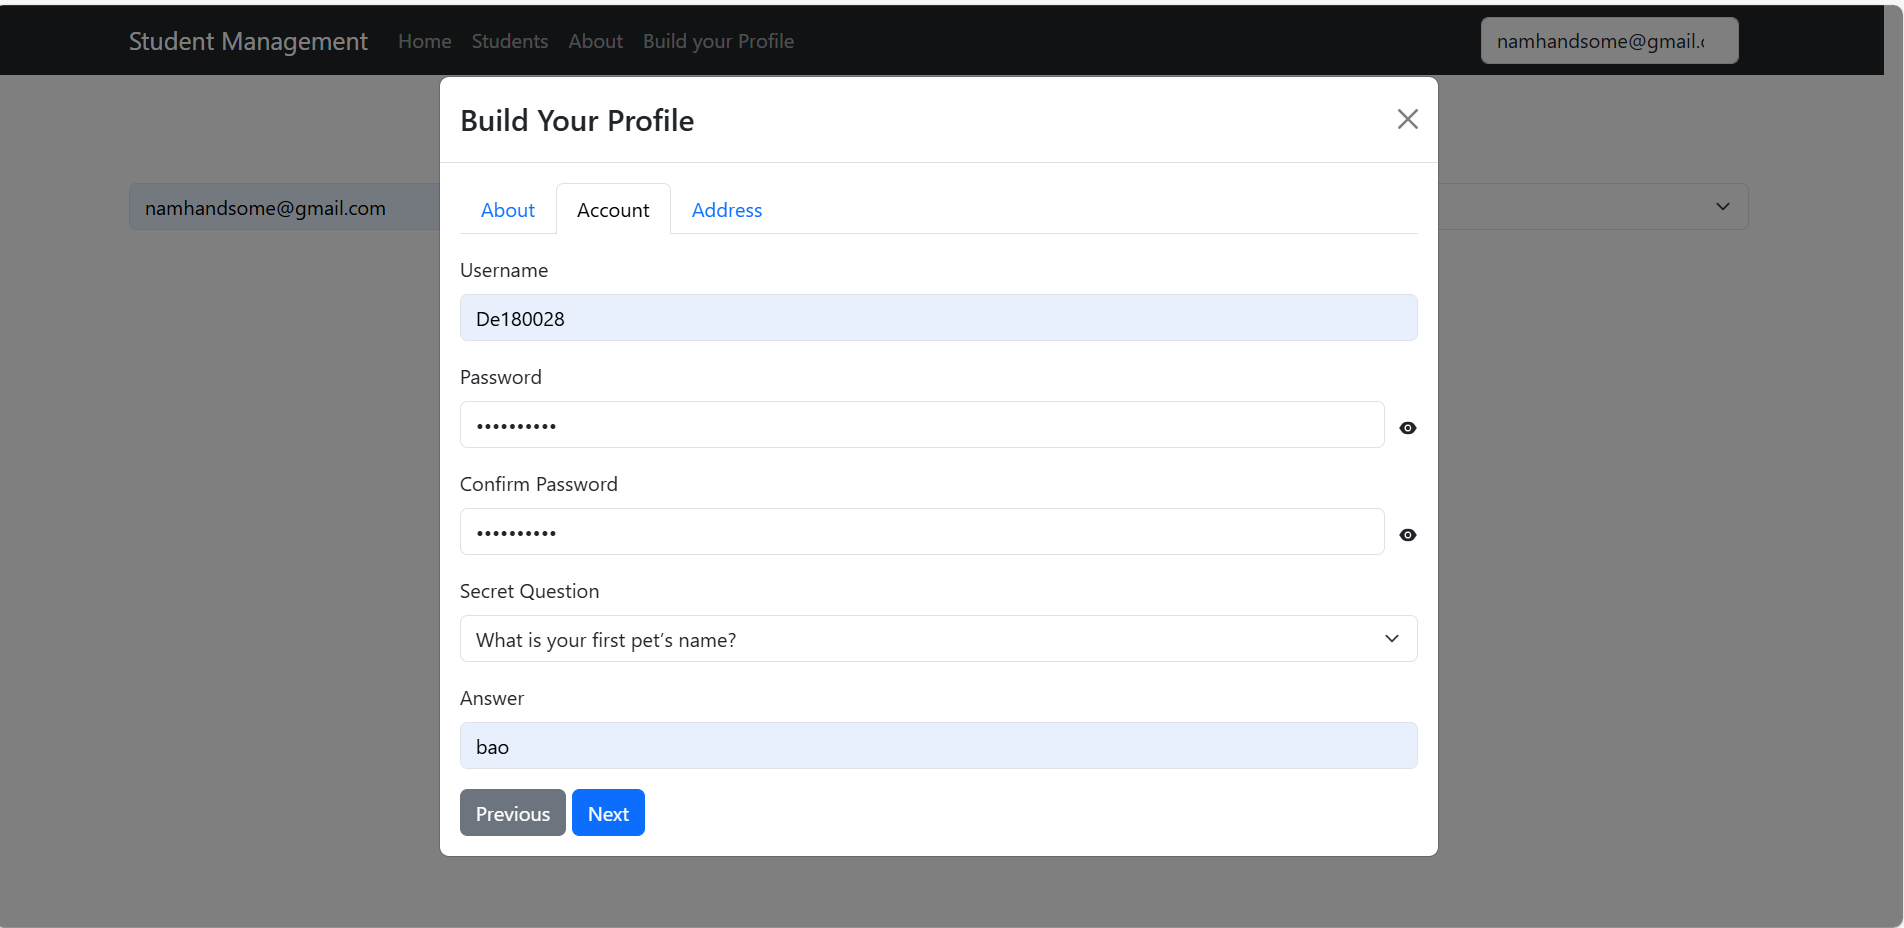 Student Management Home Students About Build your Profile namhandsome@gmail.c
Build Your Profile
namhandsome@gmail.com
About Account Address
Username
De180028
Password
••••••••••
Confirm Password
••••••••••
Secret Question
What is your first pet’s name?
Answer
bao
Previous Next